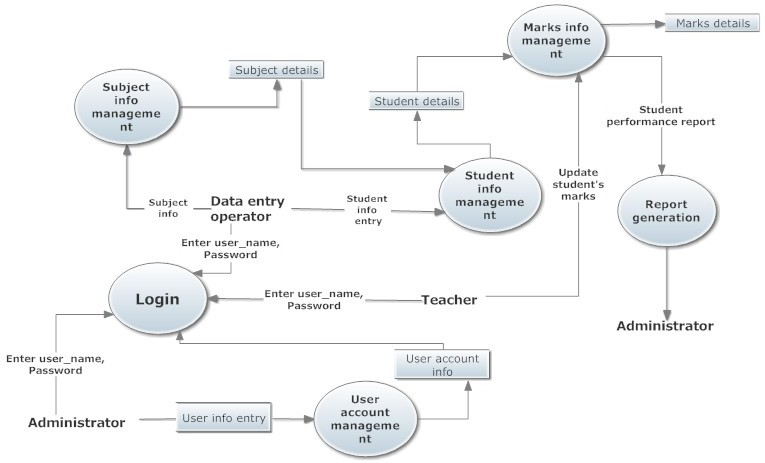 Marks info
manageme
nt
Marks details
Subject
info
manageme
nt
Subject details
Student details
Student
performance report
Student
info
manageme
nt
Update
student's
marks
Report
generation
Subject
info
Data entry
operator
Student
info
entry
Enter user_name,
Password
Login
Enter user_name,
Password
Teacher
Administrator
Enter user_name,
Password
User account
info
Administrator
User info entry
User
account
manageme
nt